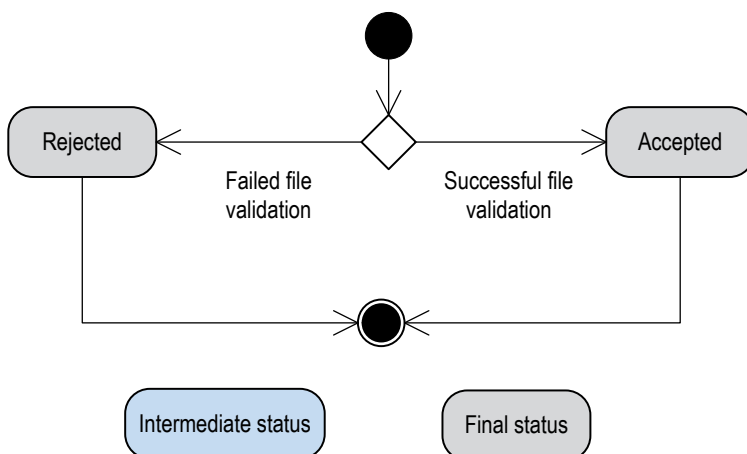 Rejected
Accepted
Failed file
validation
Successful file
validation
Intermediate status
Final status